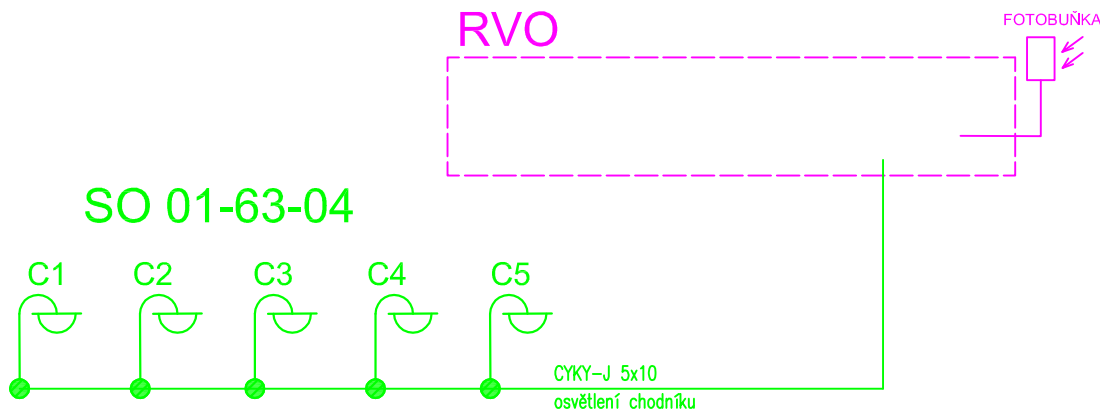 FOTOBUŇKA
RVO
SO 01-63-04
C1 C2 C3 C4 C5
CYKY-J 5x10
osvětlení chodníku